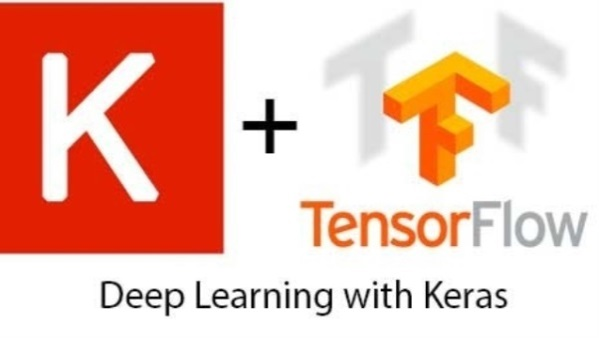 K + TensorFlow
Deep Learning with Keras